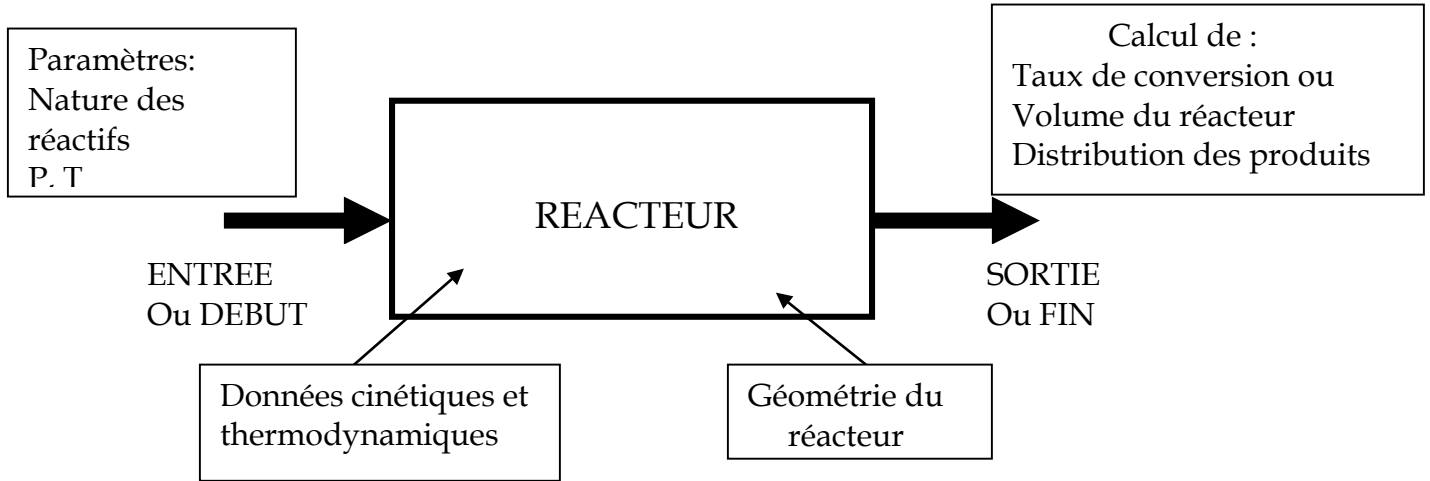 Paramètres:
Nature des
réactifs
P, T
Calcul de :
Taux de conversion ou
Volume du réacteur
Distribution des produits
REACTEUR
ENTREE
Ou DEBUT
SORTIE
Ou FIN
Données cinétiques et
thermodynamiques
Géométrie du
réacteur